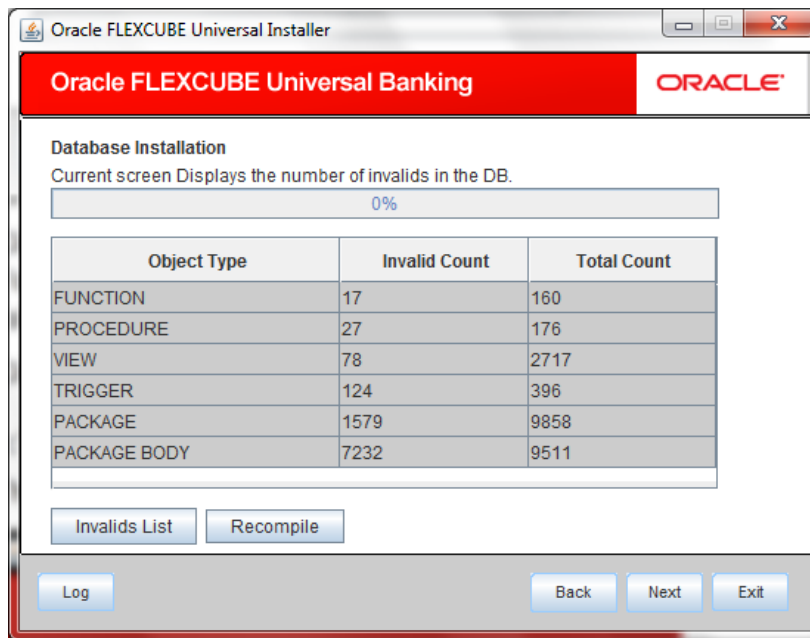 Oracle FLEXCUBE Universal Installer
Oracle FLEXCUBE Universal Banking
ORACLE
Database Installation
Current screen Displays the number of invalids in the DB.
0%
Object Type Invalid Count Total Count
FUNCTION 17 160
PROCEDURE 27 176
VIEW 78 2717
TRIGGER 124 396
PACKAGE 1579 9858
PACKAGE BODY 7232 9511
Invalids List Recompile
Log Back Next Exit